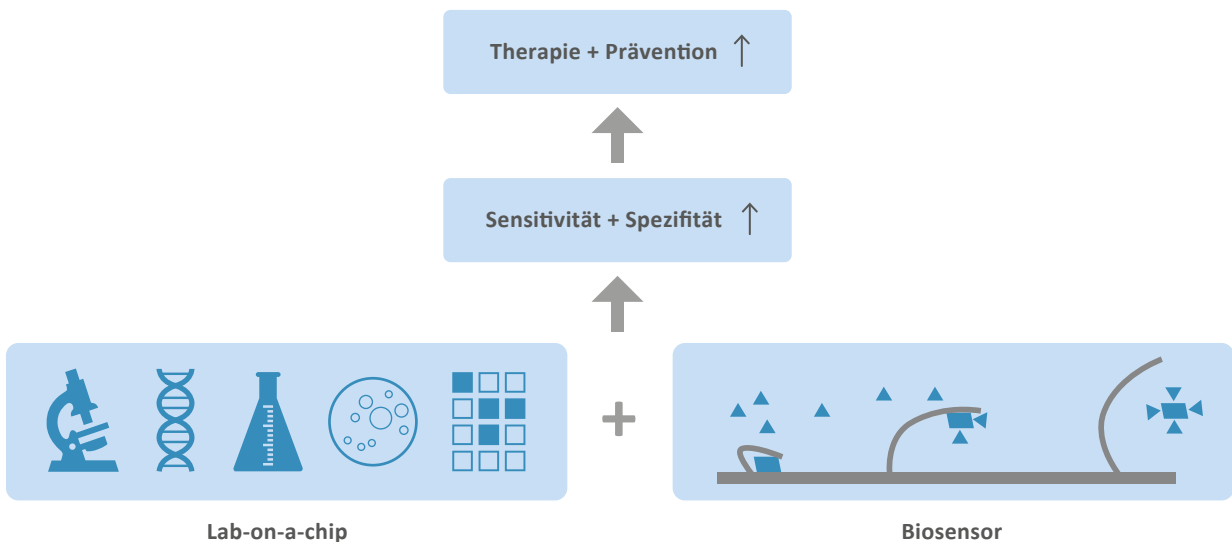 Therapie + Prävention ↑
Sensitivität + Spezifität ↑
+
Lab-on-a-chip
Biosensor